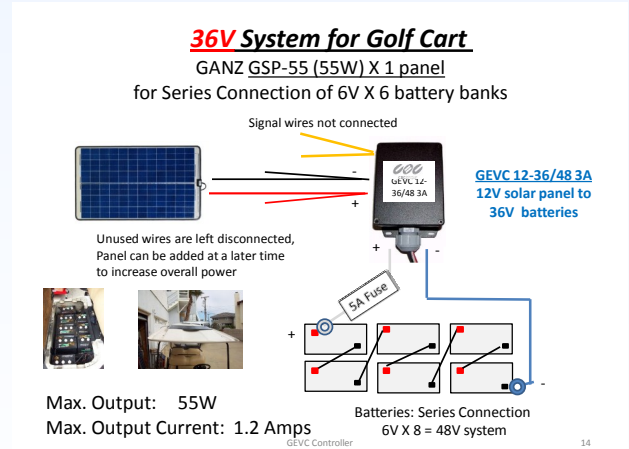 36V System for Golf Cart
GANZ GSP-55 (55W) X 1 panel
for Series Connection of 6V X 6 battery banks
Signal wires not connected
-
+
GEVC 12-
36/48 3A
GEVC 12-36/48 3A
12V solar panel to
36V batteries
Unused wires are left disconnected,
Panel can be added at a later time
to increase overall power
+
-
5A Fuse
+
-
Max. Output: 55W
Max. Output Current: 1.2 Amps
Batteries: Series Connection
6V X 8 = 48V system
GEVC Controller
14